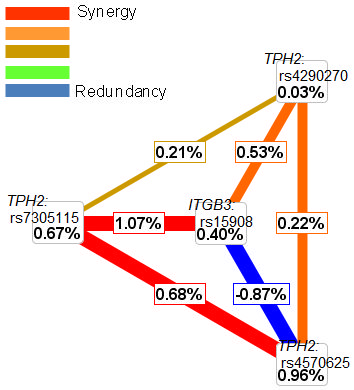 Synergy
Redundancy
TPH2:
rs4290270
0.03%
0.21%
0.53%
TPH2:
rs7305115
0.67%
1.07%
ITGB3:
rs15908
0.40%
0.22%
0.68%
-0.87%
TPH2:
rs4570625
0.96%